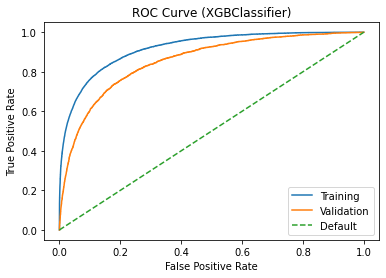 ROC Curve (XGBClassifier)
True Positive Rate
1.0
0.8
0.6
0.4
0.2
0.0
Training
Validation
Default
0.0 0.2 0.4 0.6 0.8 1.0
False Positive Rate